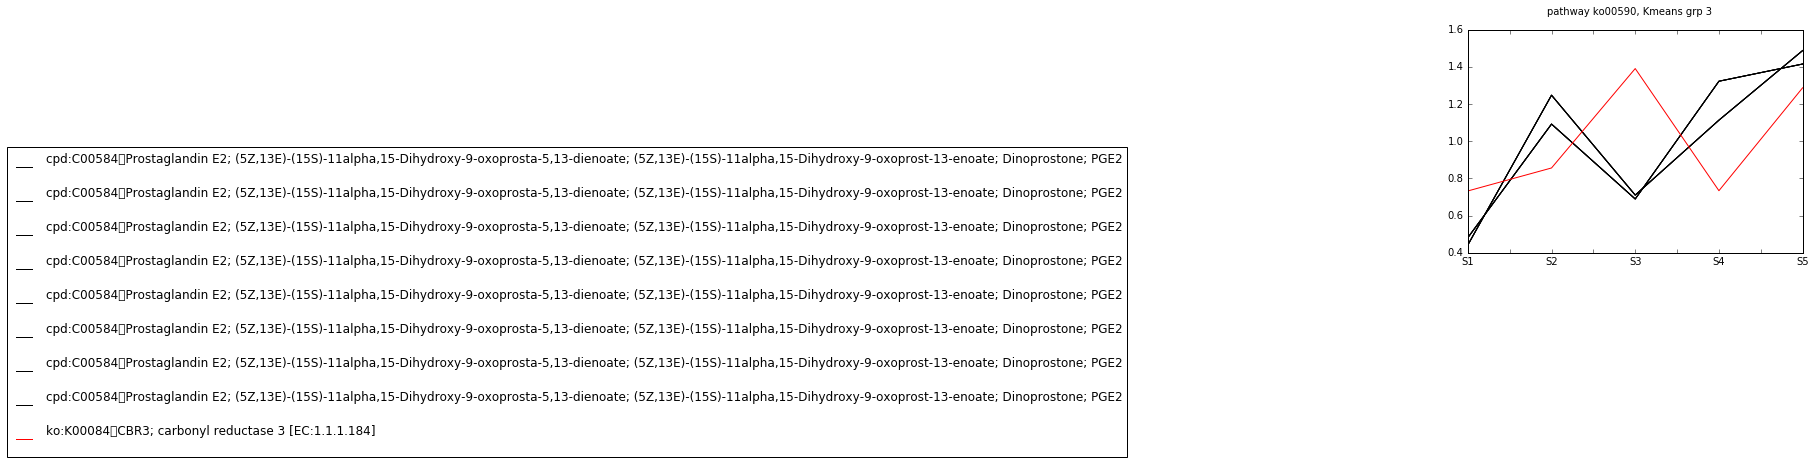 pathway ko00590, Kmeans grp 3
1.6
1.4
1.2
1.0
0.8
0.6
0.4
S1 S2 S3 S4 S5
cpd:C00584▯Prostaglandin E2; (5Z,13E)-(15S)-11alpha,15-Dihydroxy-9-oxoprosta-5,13-dienoate; (5Z,13E)-(15S)-11alpha,15-Dihydroxy-9-oxoprost-13-enoate; Dinoprostone; PGE2
cpd:C00584▯Prostaglandin E2; (5Z,13E)-(15S)-11alpha,15-Dihydroxy-9-oxoprosta-5,13-dienoate; (5Z,13E)-(15S)-11alpha,15-Dihydroxy-9-oxoprost-13-enoate; Dinoprostone; PGE2
cpd:C00584▯Prostaglandin E2; (5Z,13E)-(15S)-11alpha,15-Dihydroxy-9-oxoprosta-5,13-dienoate; (5Z,13E)-(15S)-11alpha,15-Dihydroxy-9-oxoprost-13-enoate; Dinoprostone; PGE2
cpd:C00584▯Prostaglandin E2; (5Z,13E)-(15S)-11alpha,15-Dihydroxy-9-oxoprosta-5,13-dienoate; (5Z,13E)-(15S)-11alpha,15-Dihydroxy-9-oxoprost-13-enoate; Dinoprostone; PGE2
cpd:C00584▯Prostaglandin E2; (5Z,13E)-(15S)-11alpha,15-Dihydroxy-9-oxoprosta-5,13-dienoate; (5Z,13E)-(15S)-11alpha,15-Dihydroxy-9-oxoprost-13-enoate; Dinoprostone; PGE2
cpd:C00584▯Prostaglandin E2; (5Z,13E)-(15S)-11alpha,15-Dihydroxy-9-oxoprosta-5,13-dienoate; (5Z,13E)-(15S)-11alpha,15-Dihydroxy-9-oxoprost-13-enoate; Dinoprostone; PGE2
cpd:C00584▯Prostaglandin E2; (5Z,13E)-(15S)-11alpha,15-Dihydroxy-9-oxoprosta-5,13-dienoate; (5Z,13E)-(15S)-11alpha,15-Dihydroxy-9-oxoprost-13-enoate; Dinoprostone; PGE2
cpd:C00584▯Prostaglandin E2; (5Z,13E)-(15S)-11alpha,15-Dihydroxy-9-oxoprosta-5,13-dienoate; (5Z,13E)-(15S)-11alpha,15-Dihydroxy-9-oxoprost-13-enoate; Dinoprostone; PGE2
ko:K00084▯CBR3; carbonyl reductase 3 [EC:1.1.1.184]